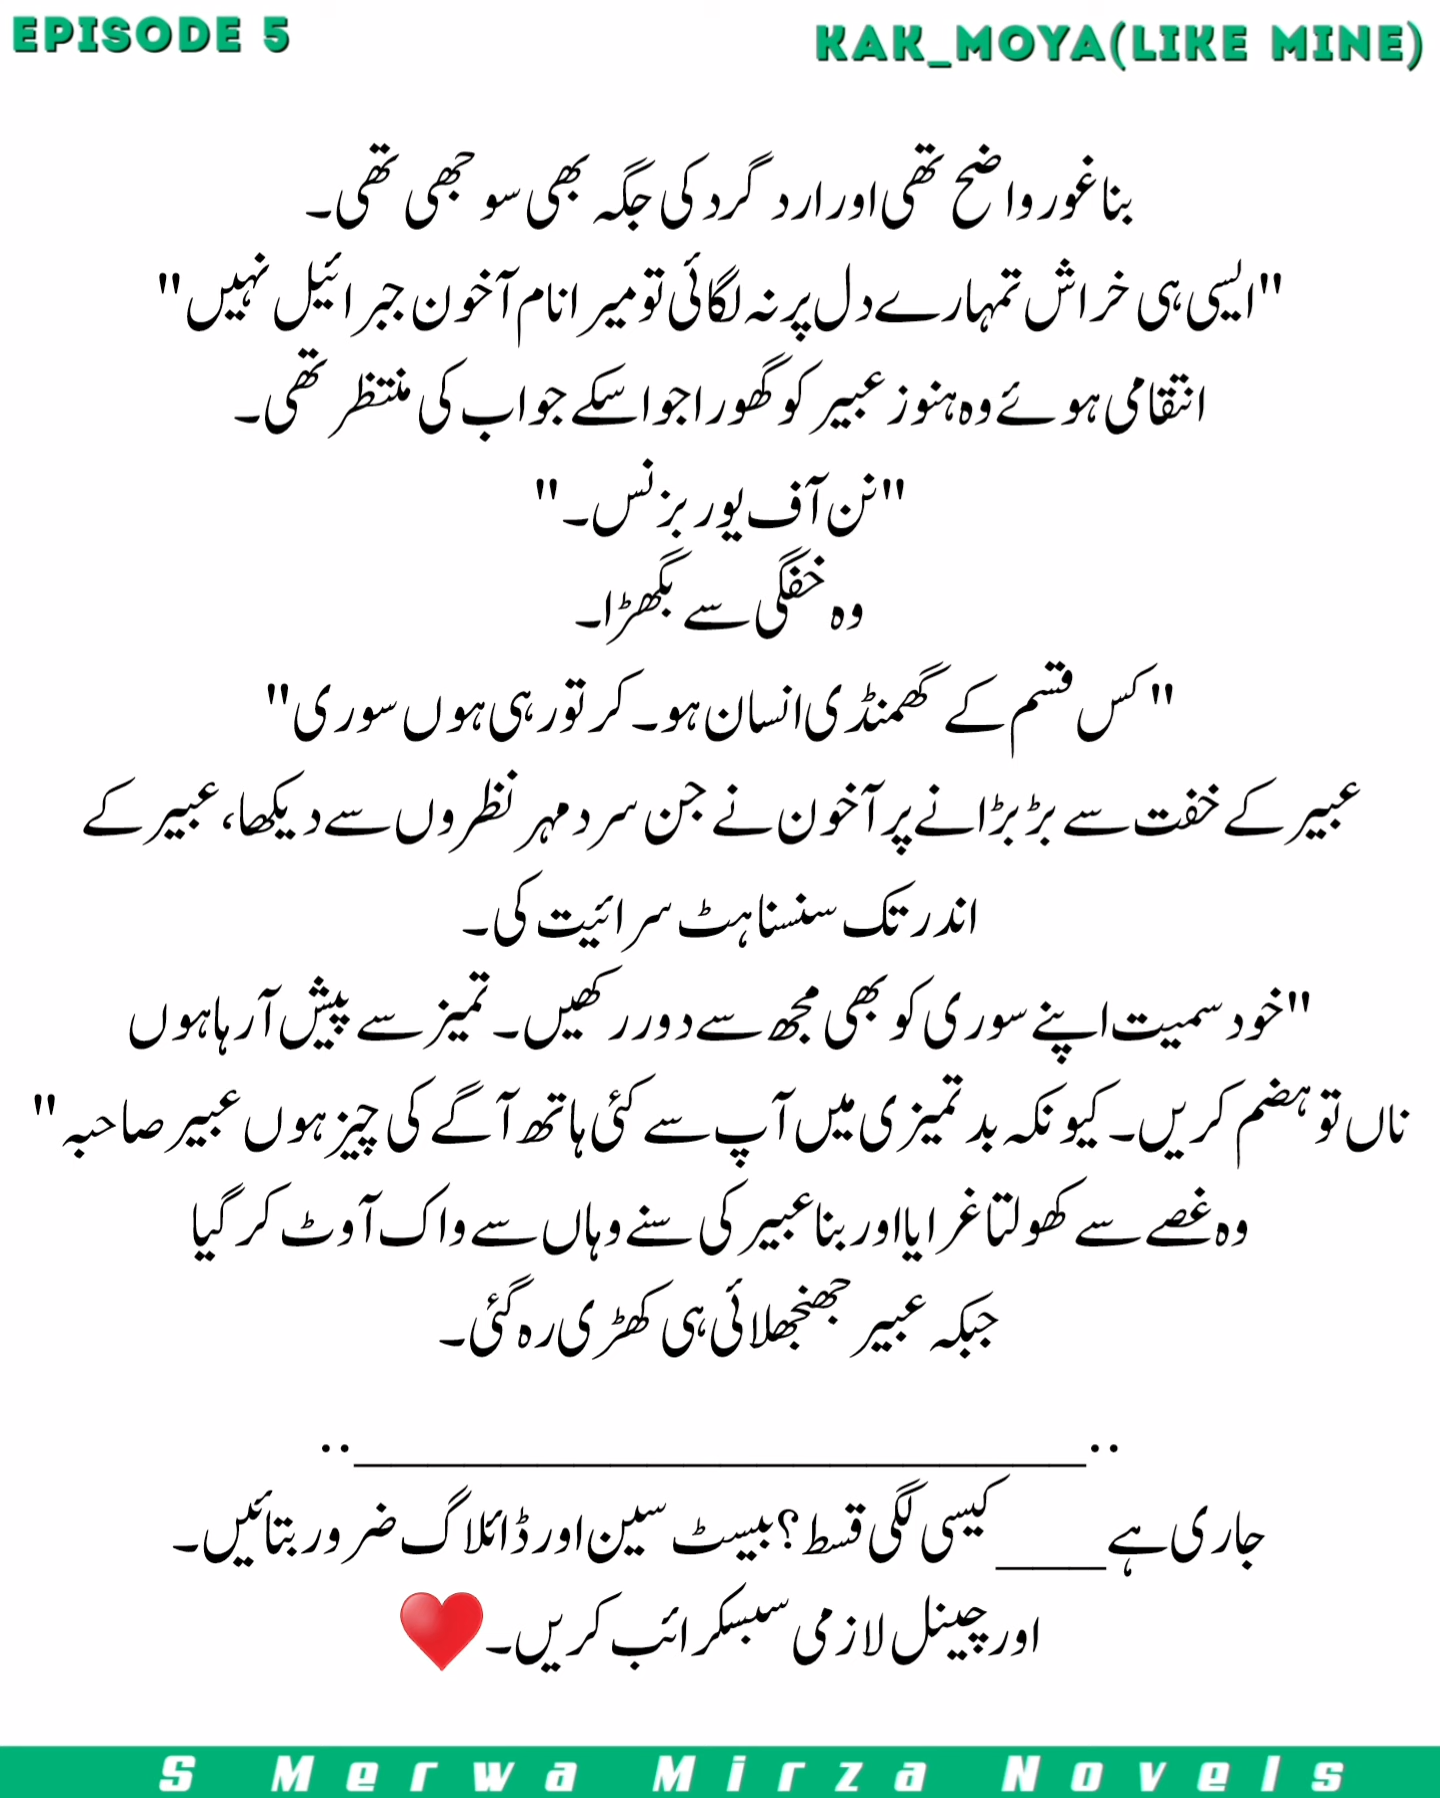 EPISODE 5
KAK_MOYA(LIKE MINE)
بنا غور واضح تھی اور ارد گرد کی جگہ بھی سوجھی تھی۔
"ایسی ہی خراش تمہارے دل پر نہ لگائی تو میرا نام آخون جبرائیل نہیں"
انتقامی ہوئے وہ ہنوز عبیر کو گھورا جو اسکے جواب کی منتظر تھی۔
"نن آف یور بزنس۔"
وہ خفگی سے بگھڑا۔
"کس قسم کے گھمنڈی انسان ہو۔ کر تو رہی ہوں سوری"
عبیر کے خفت سے بڑبڑانے پر آخون نے جن سرد مہر نظروں سے دیکھا، عبیر کے
اندر تک سنسناہٹ سرائیت کی۔
"خود سمیت اپنے سوری کو بھی مجھ سے دور رکھیں۔ تمیز سے پیش آرہا ہوں
ناں تو ہضم کریں۔ کیونکہ بدتمیزی میں آپ سے کئی ہاتھ آگے کی چیز ہوں عبیر صاحبہ"
وہ غصے سے کھولتا غرایا اور بنا عبیر کی سنے وہاں سے واک آوٹ کر گیا
جبکہ عبیر جھنجھلائی ہی کھڑی رہ گئی۔
..____________________..
جاری ہے___کیسی لگی قسط؟ بیسٹ سین اور ڈائلاگ ضرور بتائیں۔
اور چینل لازمی سبسکرائب کریں۔❤️
S Merwa Mirza Novels